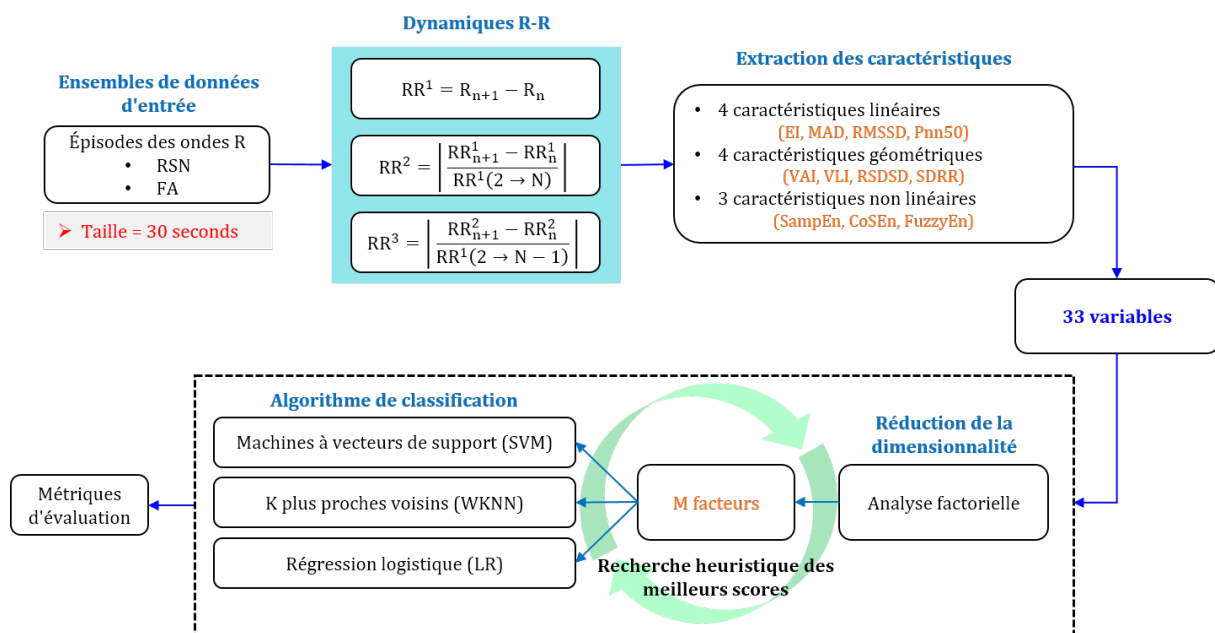 Dynamiques R-R
Ensembles de données
d'entrée
Épisodes des ondes R
• RSN
• FA
➤ Taille = 30 seconds
RR¹ = Rₙ₊₁ − Rₙ
RR² = |(RR¹ₙ₊₁ − RR¹ₙ) / RR¹(2 → N)|
RR³ = |(RR²ₙ₊₁ − RR²ₙ) / RR¹(2 → N − 1)|
Extraction des caractéristiques
• 4 caractéristiques linéaires
(EI, MAD, RMSSD, Pnn50)
• 4 caractéristiques géométriques
(VAI, VLI, RSDSD, SDRR)
• 3 caractéristiques non linéaires
(SampEn, CoSEn, FuzzyEn)
33 variables
Réduction de la
dimensionnalité
Analyse factorielle
M facteurs
Recherche heuristique des
meilleurs scores
Algorithme de classification
Machines à vecteurs de support (SVM)
K plus proches voisins (WKNN)
Régression logistique (LR)
Métriques
d'évaluation